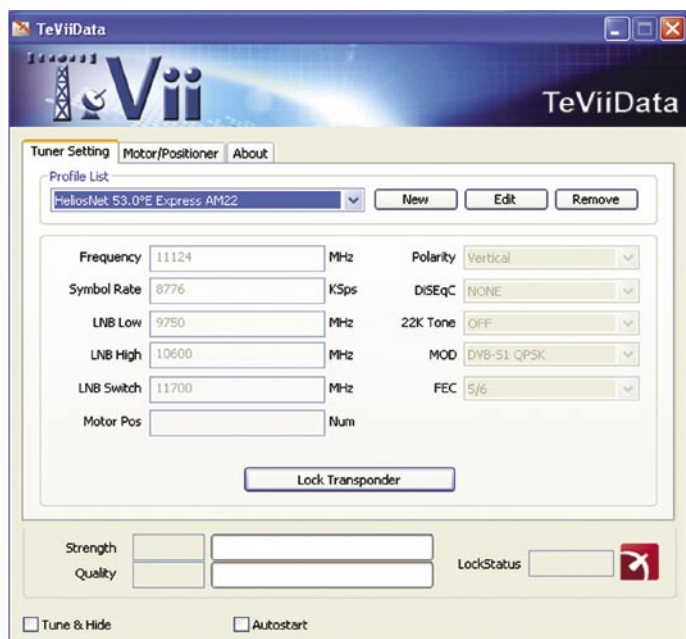 TeViiData
TeVii
TeViiData
Tuner Setting Motor/Positioner About
Profile List
HeliosNet 53.0°E Express AM22 New Edit Remove
Frequency 11124 MHz Polarity Vertical
Symbol Rate 8776 KSps DiSEqC NONE
LNB Low 9750 MHz 22K Tone OFF
LNB High 10600 MHz MOD DVB-S1 QPSK
LNB Switch 11700 MHz FEC 5/6
Motor Pos Num
Lock Transponder
Strength
Quality
LockStatus
Tune & Hide Autostart